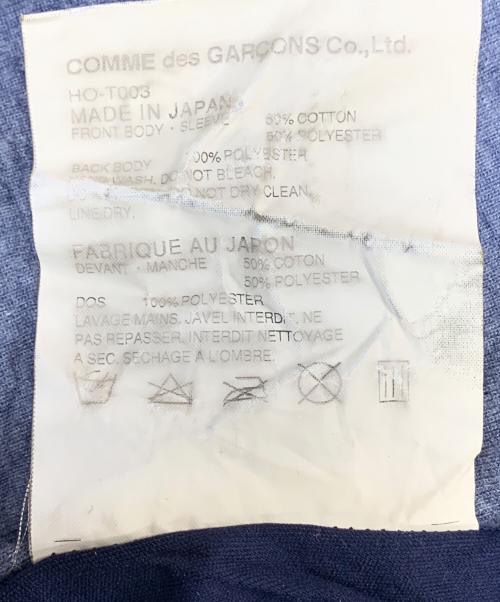 COMME des GARÇONS Co.,Ltd.
HO-T003
MADE IN JAPAN
FRONT BODY · SLEEVE 50% COTTON
50% POLYESTER
BACK BODY 100% POLYESTER
WASH. DO NOT BLEACH.
DO NOT DRY CLEAN.
LINE DRY.
FABRIQUE AU JAPON
DEVANT · MANCHE 50% COTON
50% POLYESTER
DOS 100% POLYESTER
LAVAGE MAINS. JAVEL INTERDIT, NE
PAS REPASSER. INTERDIT NETTOYAGE
A SEC. SECHAGE A L'OMBRE.